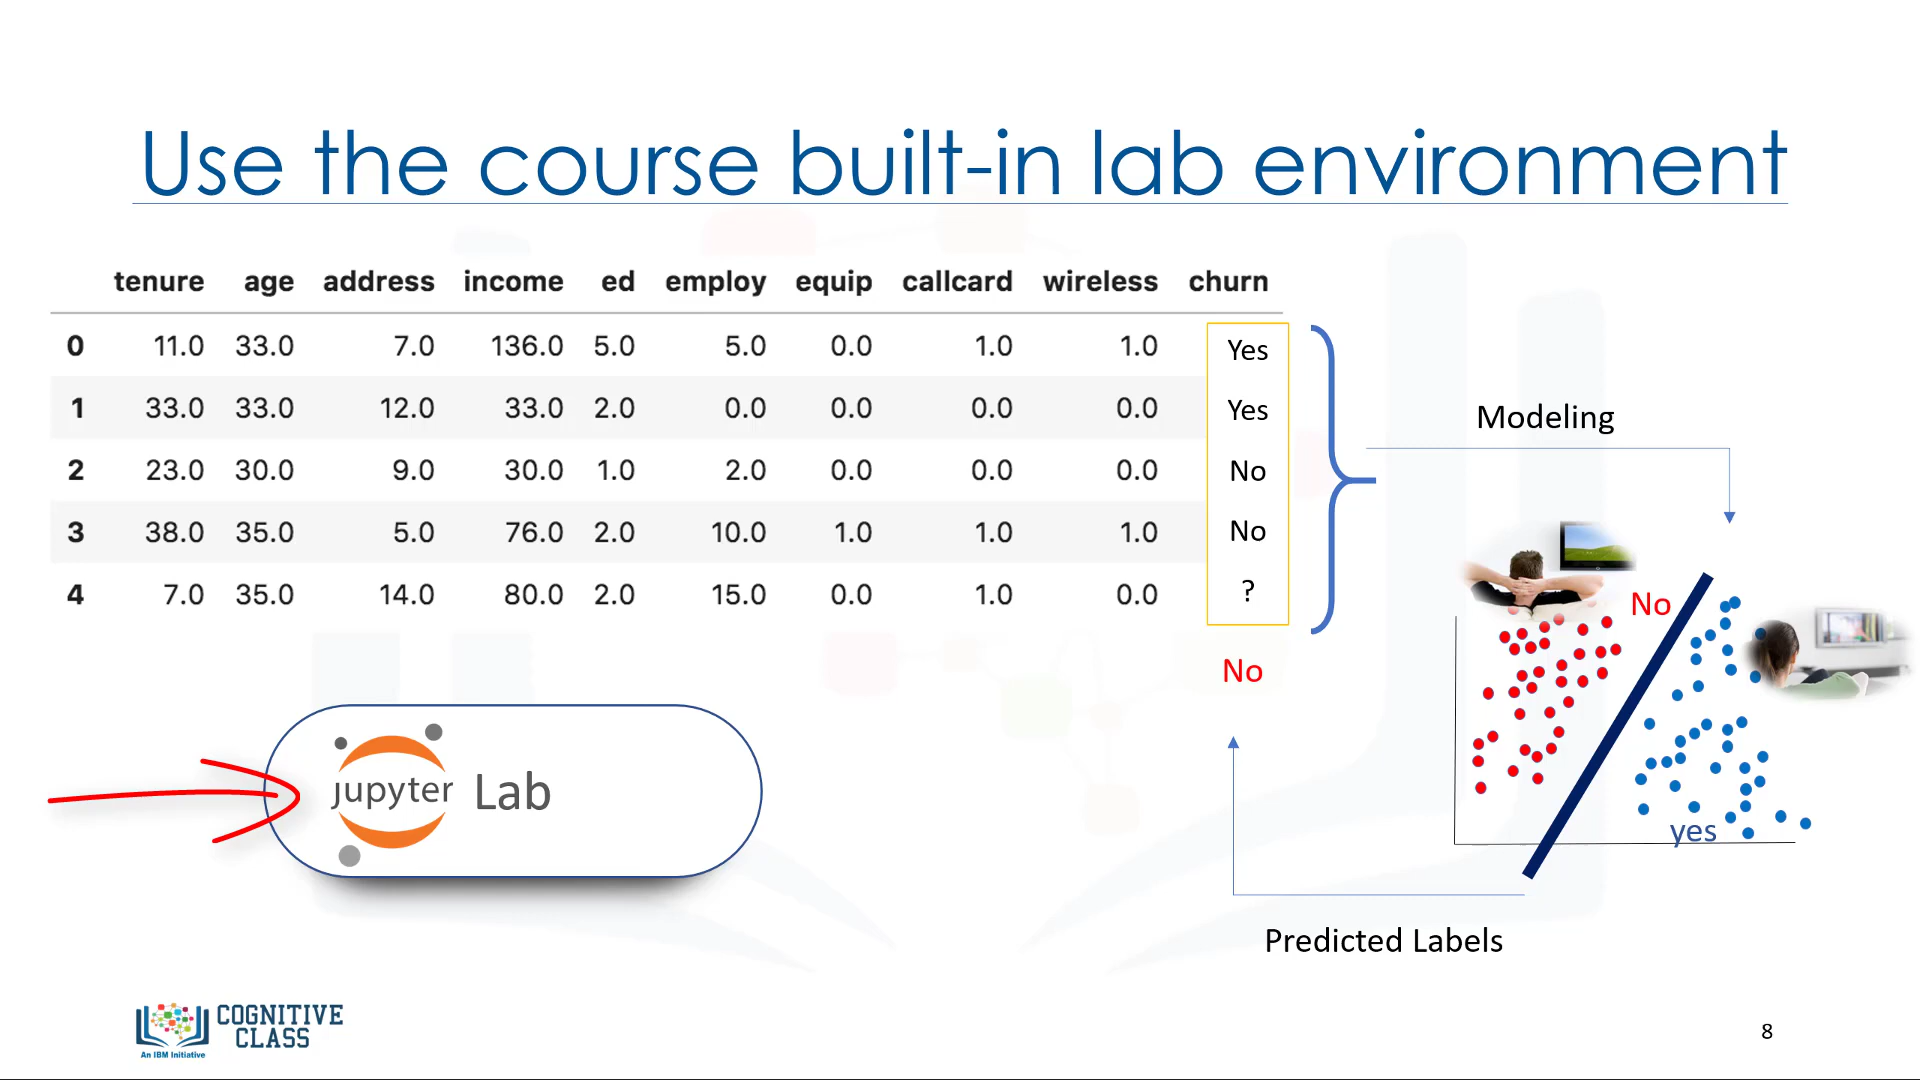 Use the course built-in lab environment
tenure age address income ed employ equip callcard wireless churn
0 11.0 33.0 7.0 136.0 5.0 5.0 0.0 1.0 1.0 Yes
1 33.0 33.0 12.0 33.0 2.0 0.0 0.0 0.0 0.0 Yes
2 23.0 30.0 9.0 30.0 1.0 2.0 0.0 0.0 0.0 No
3 38.0 35.0 5.0 76.0 2.0 10.0 1.0 1.0 1.0 No
4 7.0 35.0 14.0 80.0 2.0 15.0 0.0 1.0 0.0 ?
Modeling
No
No
jupyter Lab
yes
Predicted Labels
COGNITIVE
CLASS
An IBM Initiative
8